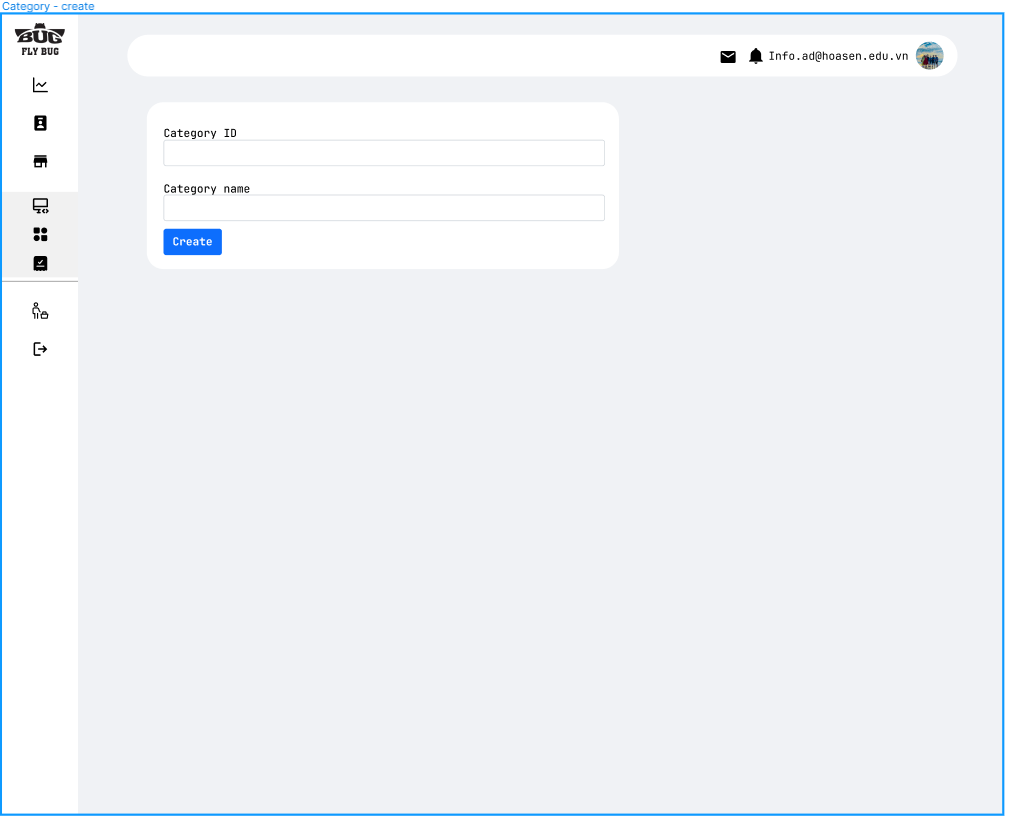 Category - create
BUG
FLY BUG
Info.ad@hoasen.edu.vn
Category ID
Category name
Create